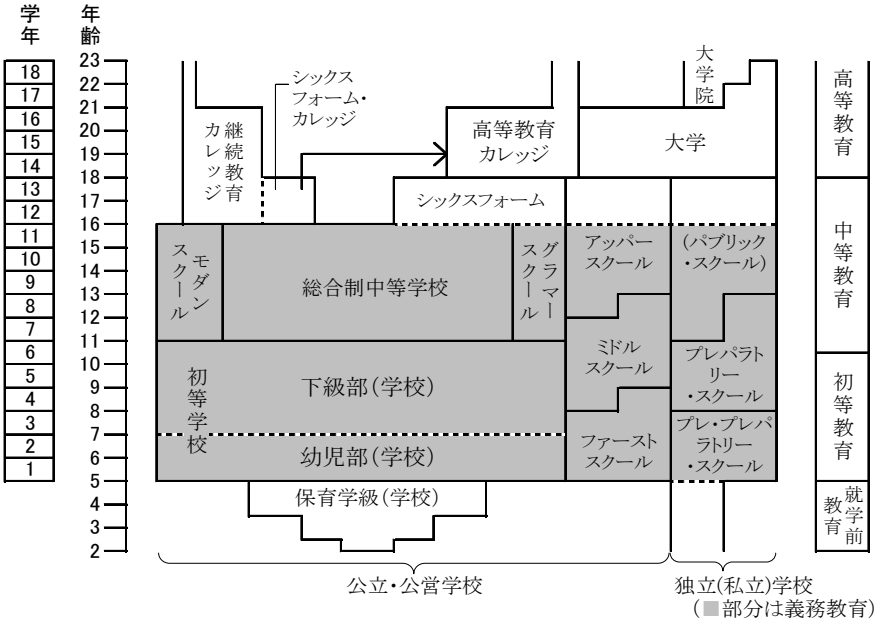 学年
年齢
18
17
16
15
14
13
12
11
10
9
8
7
6
5
4
3
2
1
23
22
21
20
19
18
17
16
15
14
13
12
11
10
9
8
7
6
5
4
3
2
継続教育
カレッジ
シックス
フォーム・
カレッジ
高等教育
カレッジ
大学院
大学
シックスフォーム
モダン
スクール
総合制中等学校
グラマー
スクール
アッパー
スクール
(パブリック
・スクール)
ミドル
スクール
プレパラト
リー
・スクール
初等学校
下級部(学校)
幼児部(学校)
ファースト
スクール
プレ・プレパ
ラトリー
・スクール
保育学級(学校)
高等教育
中等教育
初等教育
就学前
教育
公立・公営学校
独立(私立)学校
(■部分は義務教育)